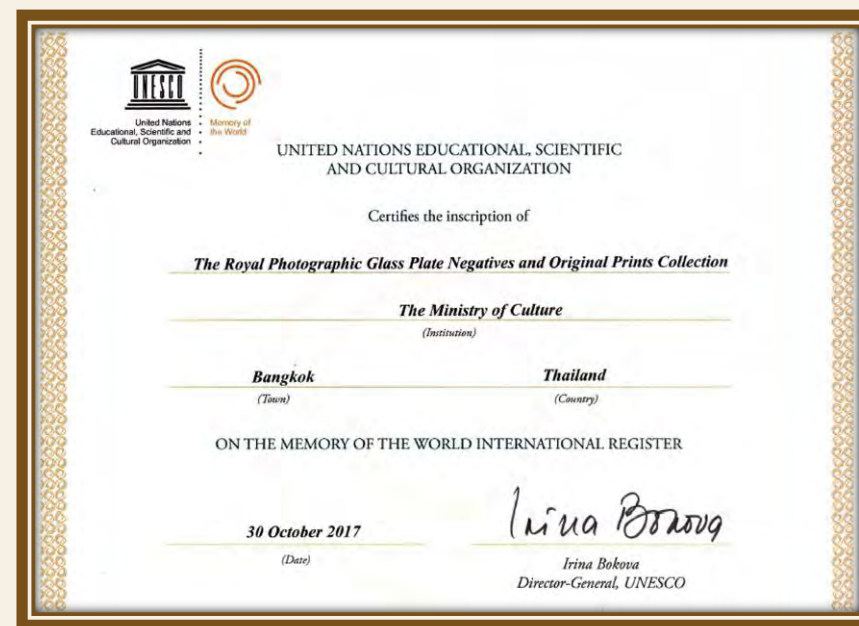 UNESCO
United Nations
Educational, Scientific and
Cultural Organization
Memory of
the World
UNITED NATIONS EDUCATIONAL, SCIENTIFIC
AND CULTURAL ORGANIZATION
Certifies the inscription of
The Royal Photographic Glass Plate Negatives and Original Prints Collection
The Ministry of Culture
(Institution)
Bangkok Thailand
(Town) (Country)
ON THE MEMORY OF THE WORLD INTERNATIONAL REGISTER
Irina Bokova
30 October 2017
(Date)
Irina Bokova
Director-General, UNESCO